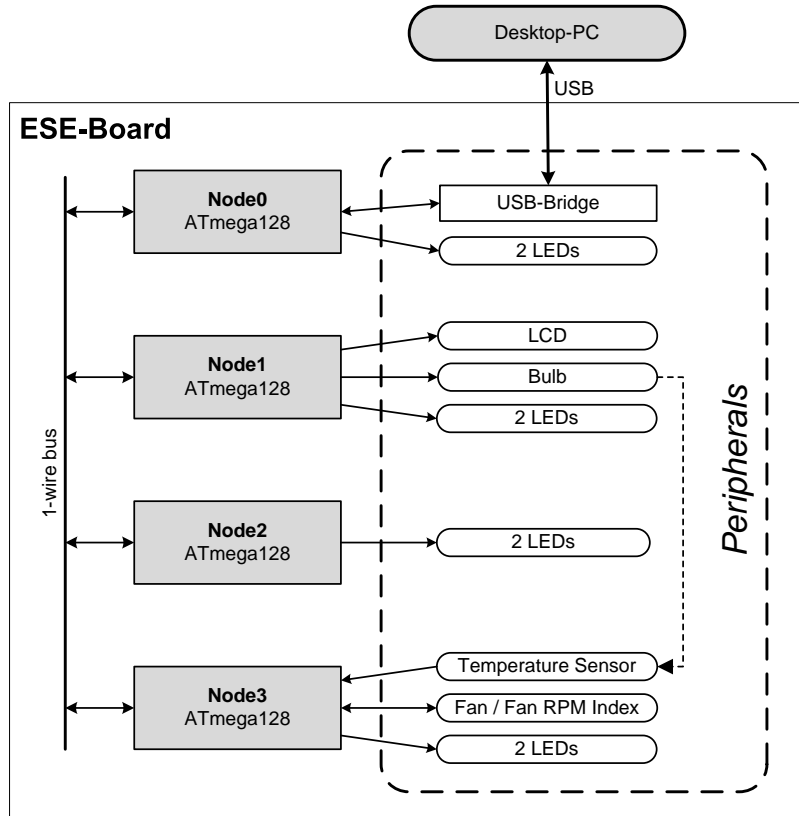 Desktop-PC
USB
ESE-Board
Node0
ATmega128
USB-Bridge
2 LEDs
Node1
ATmega128
LCD
Bulb
2 LEDs
Peripherals
1-wire bus
Node2
ATmega128
2 LEDs
Node3
ATmega128
Temperature Sensor
Fan / Fan RPM Index
2 LEDs